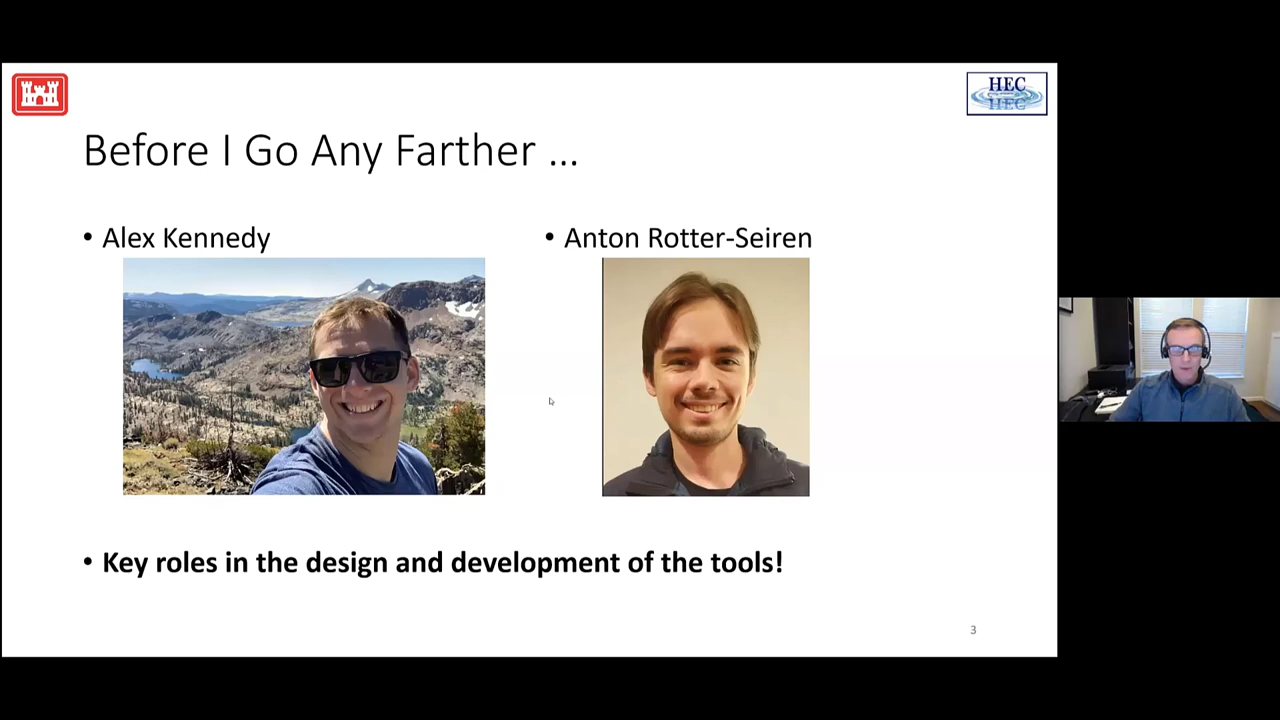 HEC
HEC
Before I Go Any Farther ...
• Alex Kennedy
• Anton Rotter-Seiren
• Key roles in the design and development of the tools!
3